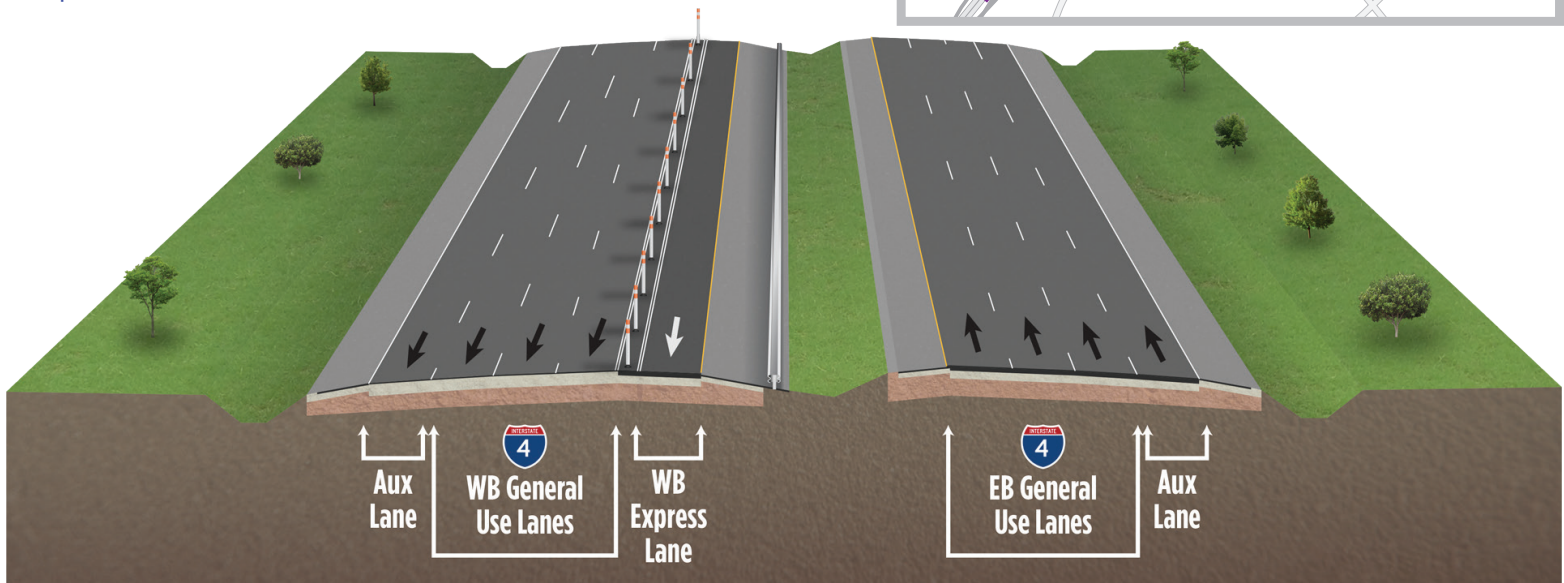 INTERSTATE
4
Aux
Lane
WB General
Use Lanes
WB
Express
Lane
INTERSTATE
4
EB General
Use Lanes
Aux
Lane